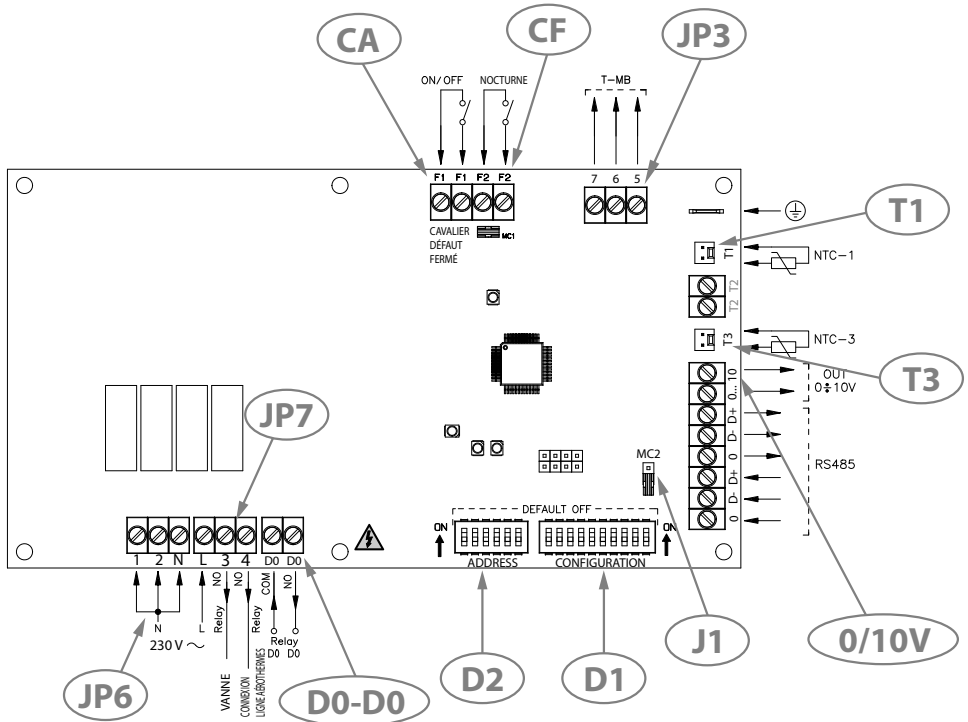 CA
CF
JP3
ON/OFF
NOCTURNE
T-MB
F1 F1 F2 F2
7 6 5
CAVALIER
DÉFAUT
FERMÉ
MC1
T1
T1
NTC-1
T2
T2
T3
NTC-3
T3
10
0...
OUT
0÷10V
D+
D-
0
D+
D-
0
RS485
JP7
MC2
DEFAULT OFF
ON
ON
ADDRESS
CONFIGURATION
1 2 N L 3 4 D0 D0
NO
NO
COM
NO
N
L
230 V ~
Relay
Relay
Relay
D0 D0
VANNE
CONNEXION
LIGNE AÉROTHERMES
JP6
D0-D0
D2
D1
J1
0/10V